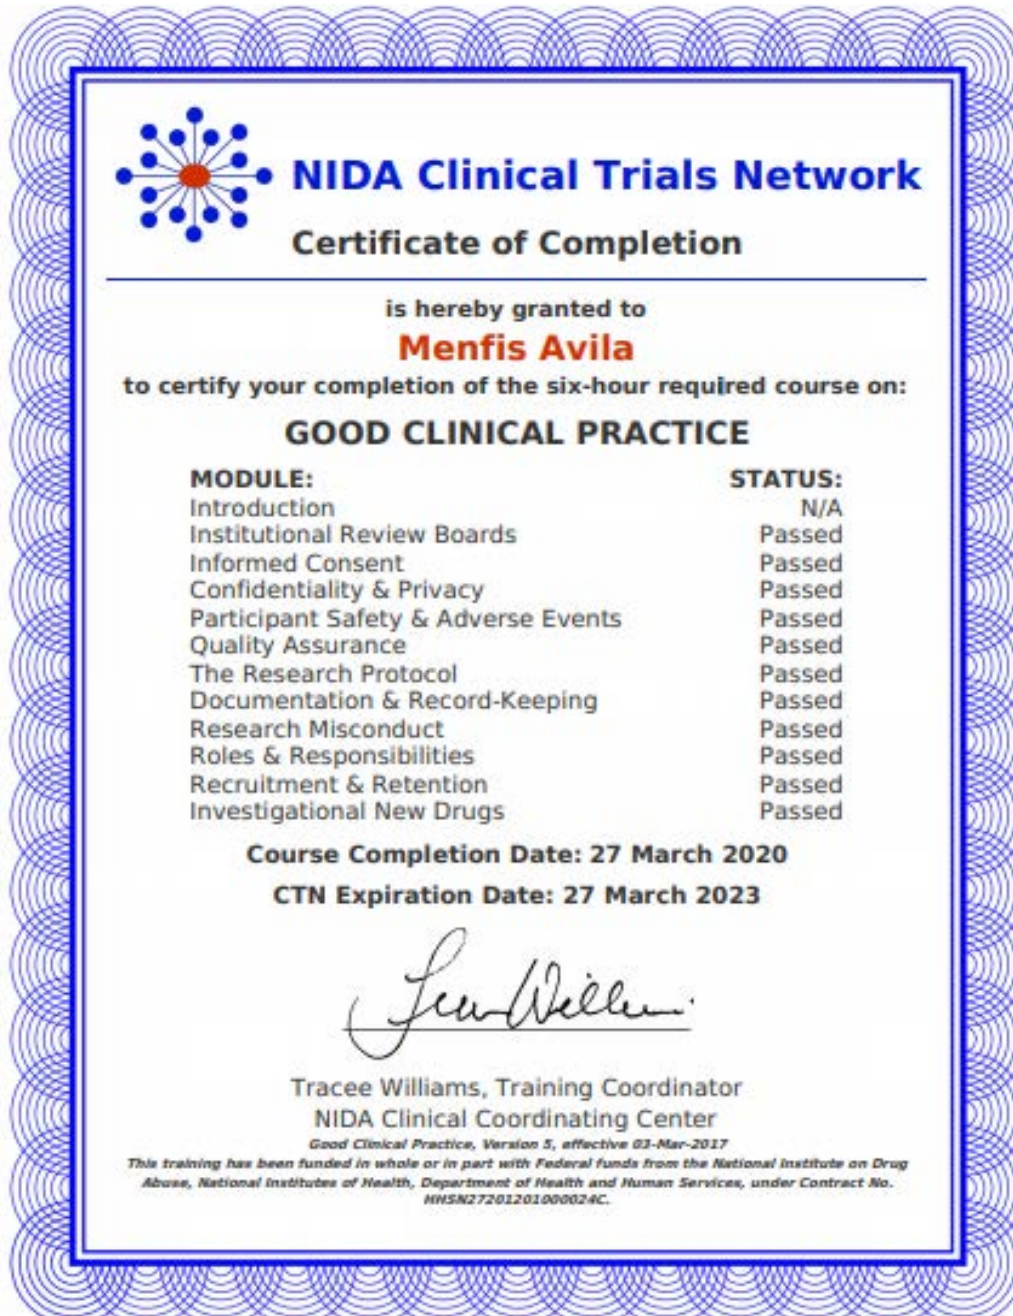 NIDA Clinical Trials Network
Certificate of Completion
is hereby granted to
Menfis Avila
to certify your completion of the six-hour required course on:
GOOD CLINICAL PRACTICE
MODULE: STATUS:
Introduction N/A
Institutional Review Boards Passed
Informed Consent Passed
Confidentiality & Privacy Passed
Participant Safety & Adverse Events Passed
Quality Assurance Passed
The Research Protocol Passed
Documentation & Record-Keeping Passed
Research Misconduct Passed
Roles & Responsibilities Passed
Recruitment & Retention Passed
Investigational New Drugs Passed
Course Completion Date: 27 March 2020
CTN Expiration Date: 27 March 2023
Tracee Williams, Training Coordinator
NIDA Clinical Coordinating Center
Good Clinical Practice, Version 5, effective 03-Mar-2017
This training has been funded in whole or in part with Federal funds from the National Institute on Drug
Abuse, National Institutes of Health, Department of Health and Human Services, under Contract No.
HHSN27201201000024C.